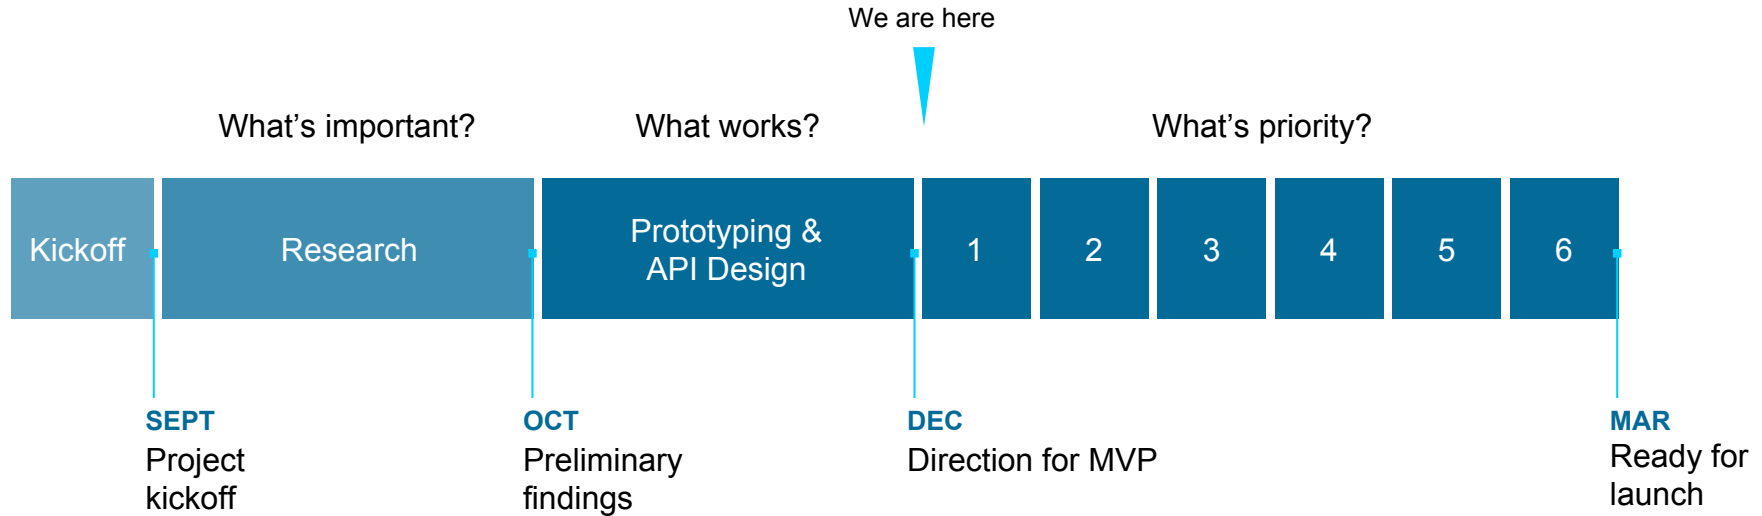 We are here
What’s important?
What works?
What’s priority?
Kickoff
Research
Prototyping &
API Design
1
2
3
4
5
6
SEPT
Project
kickoff
OCT
Preliminary
findings
DEC
Direction for MVP
MAR
Ready for
launch